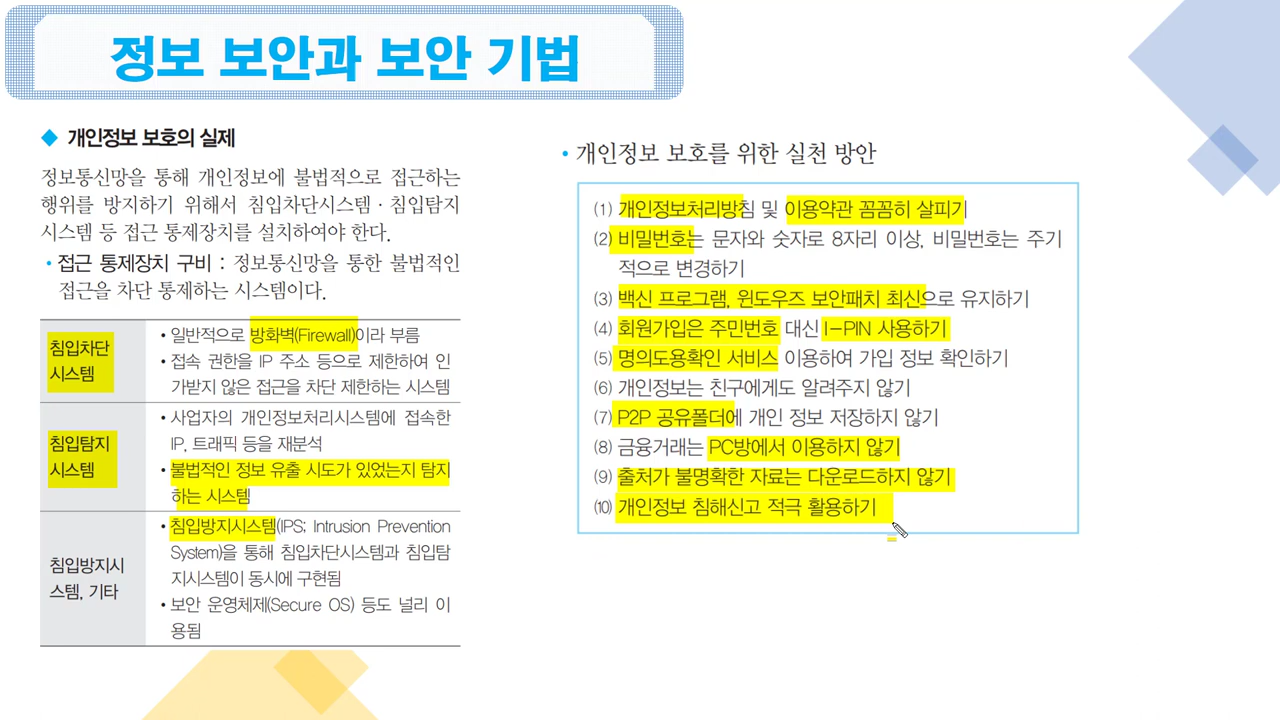 정보 보안과 보안 기법
◆ 개인정보 보호의 실제
정보통신망을 통해 개인정보에 불법적으로 접근하는
행위를 방지하기 위해서 침입차단시스템 · 침입탐지
시스템 등 접근 통제장치를 설치하여야 한다.
• 접근 통제장치 구비 : 정보통신망을 통한 불법적인
접근을 차단 통제하는 시스템이다.
침입차단
시스템
• 일반적으로 방화벽(Firewall)이라 부름
• 접속 권한을 IP 주소 등으로 제한하여 인
가받지 않은 접근을 차단 제한하는 시스템
침입탐지
시스템
• 사업자의 개인정보처리시스템에 접속한
IP, 트래픽 등을 재분석
• 불법적인 정보 유출 시도가 있었는지 탐지
하는 시스템
침입방지시
스템, 기타
• 침입방지시스템(IPS; Intrusion Prevention
System)을 통해 침입차단시스템과 침입탐
지시스템이 동시에 구현됨
• 보안 운영체제(Secure OS) 등도 널리 이
용됨
• 개인정보 보호를 위한 실천 방안
(1) 개인정보처리방침 및 이용약관 꼼꼼히 살피기
(2) 비밀번호는 문자와 숫자로 8자리 이상, 비밀번호는 주기
적으로 변경하기
(3) 백신 프로그램, 윈도우즈 보안패치 최신으로 유지하기
(4) 회원가입은 주민번호 대신 I-PIN 사용하기
(5) 명의도용확인 서비스 이용하여 가입 정보 확인하기
(6) 개인정보는 친구에게도 알려주지 않기
(7) P2P 공유폴더에 개인 정보 저장하지 않기
(8) 금융거래는 PC방에서 이용하지 않기
(9) 출처가 불명확한 자료는 다운로드하지 않기
(10) 개인정보 침해신고 적극 활용하기